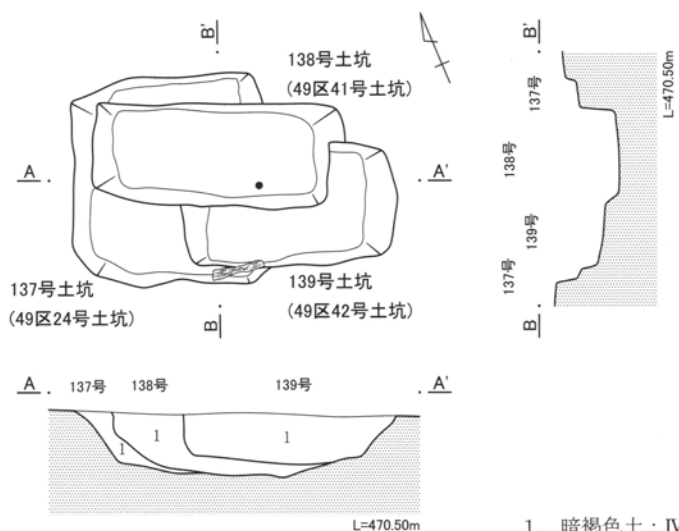 B'
138号土坑
(49区41号土坑)
A
A'
137号土坑
(49区24号土坑)
139号土坑
(49区42号土坑)
B
B'
137号
138号
139号
137号
B
L=470.50m
A
137号
138号
139号
A'
1
1
1
L=470.50m
1 暗褐色土・Ⅳ